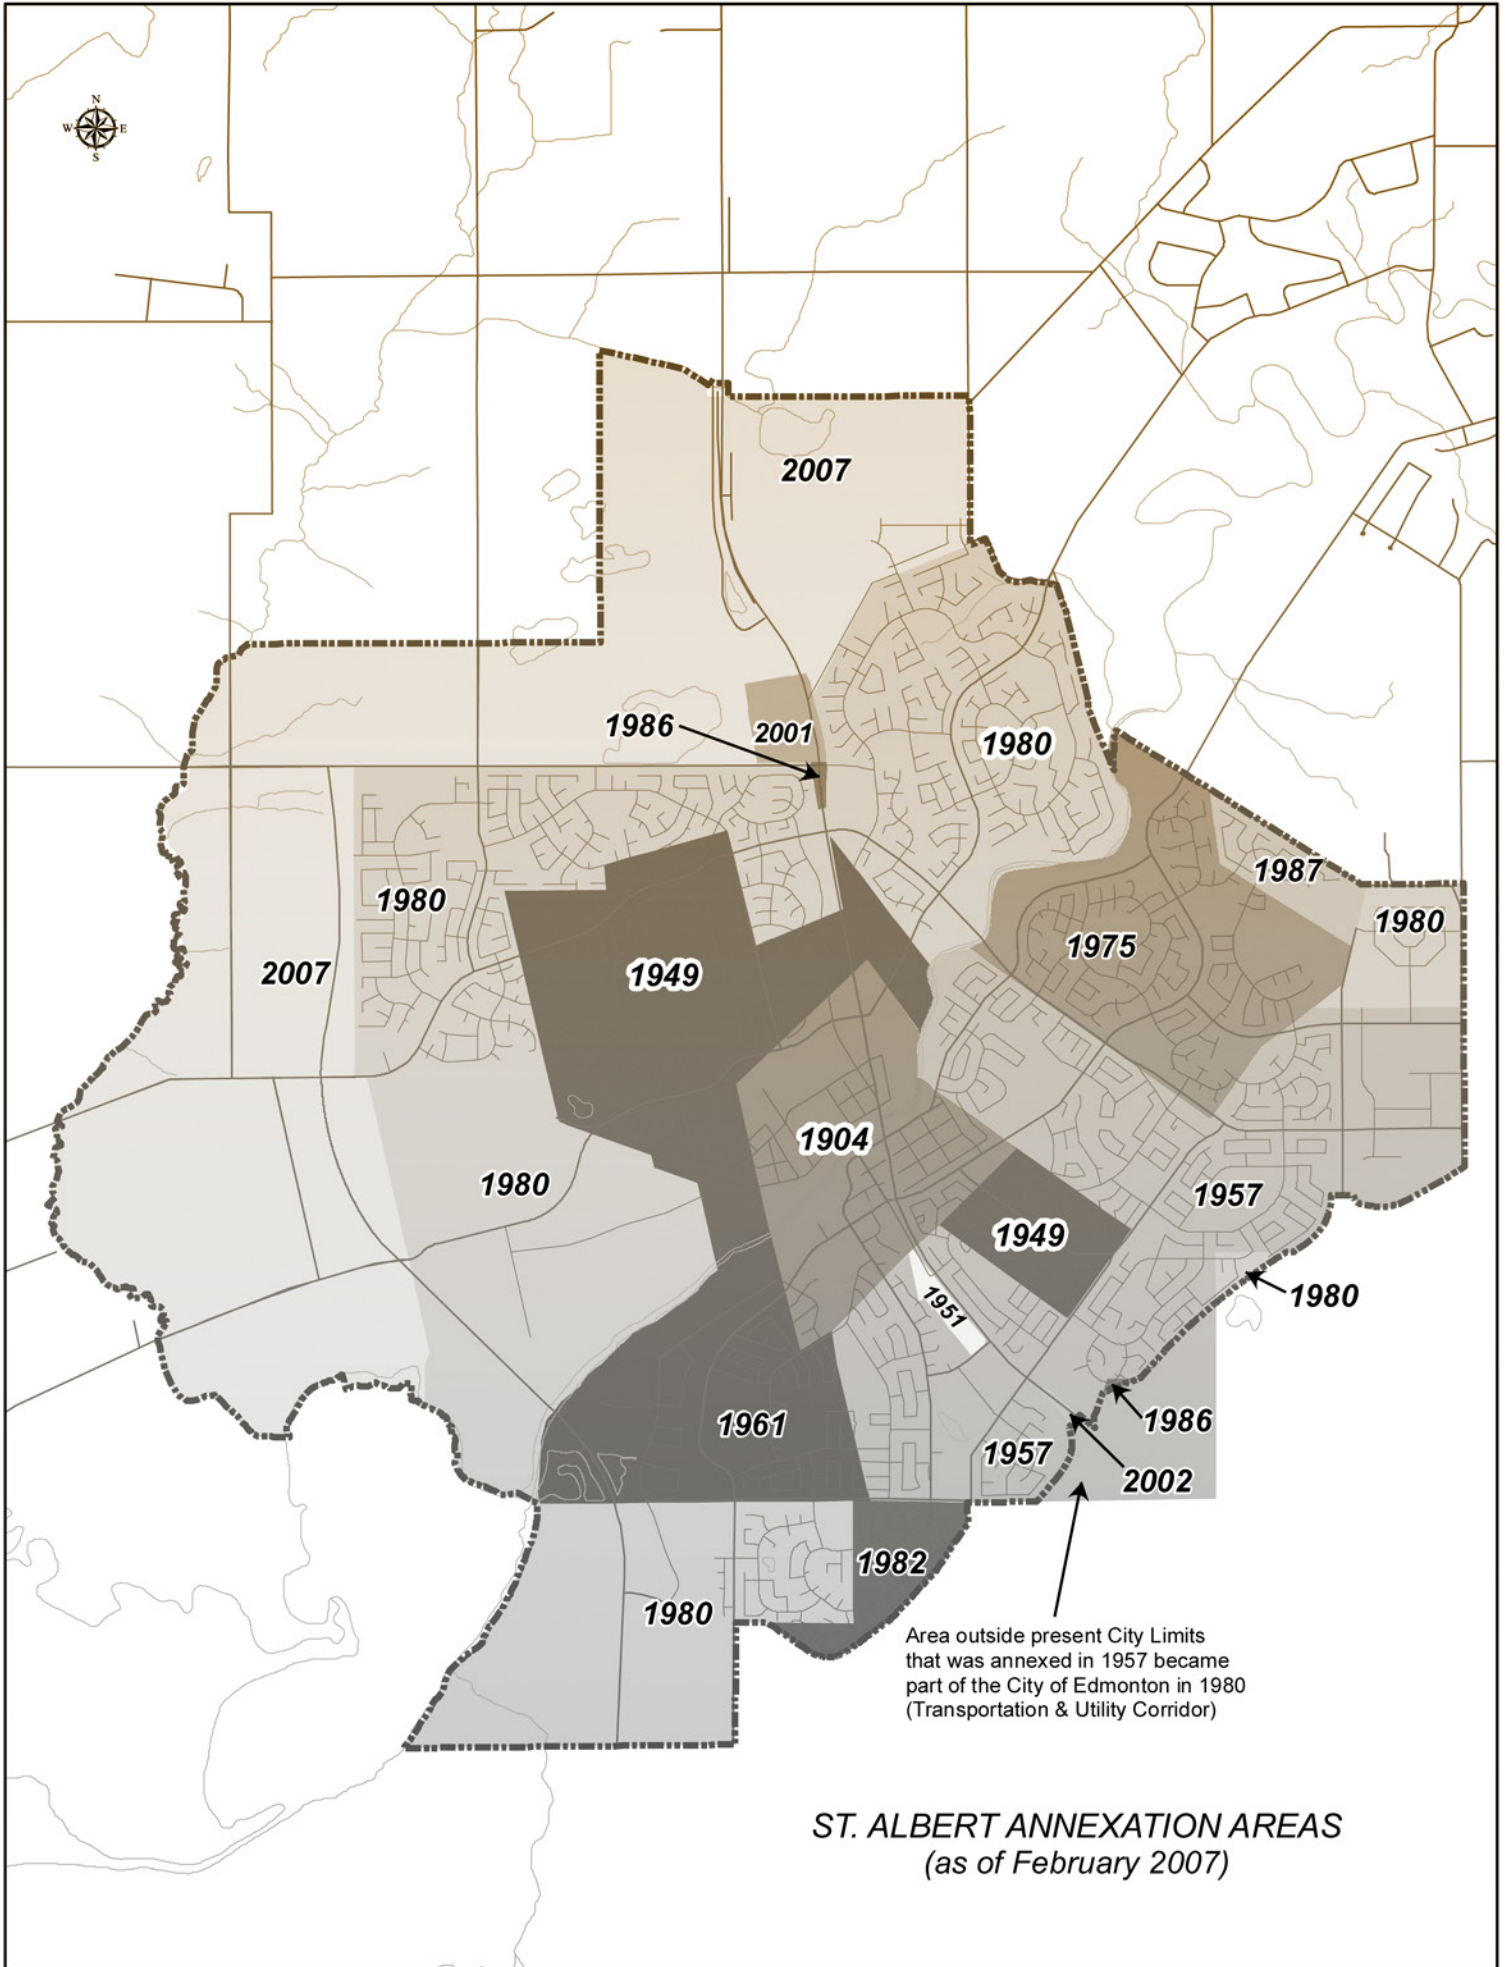 N
W E
S
2007
1986
2001
1980
1987
1980
1980
1975
2007
1949
1904
1980
1957
1949
1980
1951
1961
1986
1957
2002
1982
1980
Area outside present City Limits
that was annexed in 1957 became
part of the City of Edmonton in 1980
(Transportation & Utility Corridor)
ST. ALBERT ANNEXATION AREAS
(as of February 2007)